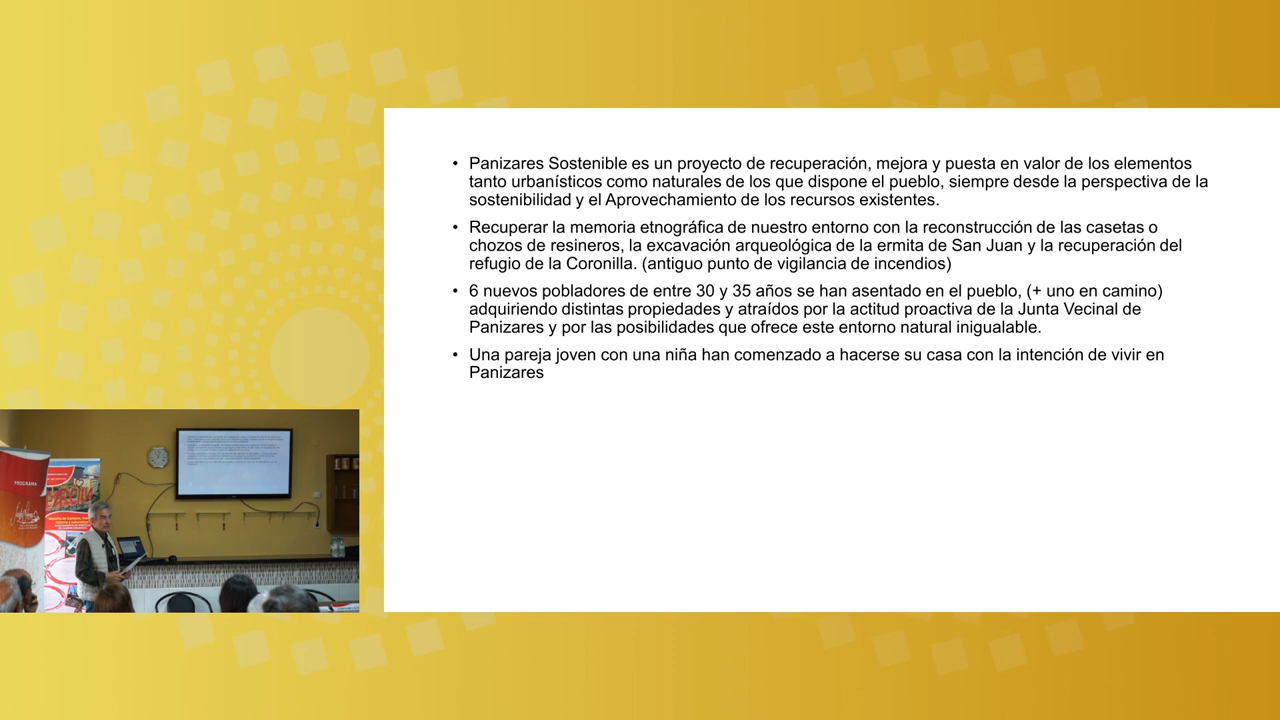 • Panizares Sostenible es un proyecto de recuperación, mejora y puesta en valor de los elementos
tanto urbanísticos como naturales de los que dispone el pueblo, siempre desde la perspectiva de la
sostenibilidad y el Aprovechamiento de los recursos existentes.
• Recuperar la memoria etnográfica de nuestro entorno con la reconstrucción de las casetas o
chozos de resineros, la excavación arqueológica de la ermita de San Juan y la recuperación del
refugio de la Coronilla. (antiguo punto de vigilancia de incendios)
• 6 nuevos pobladores de entre 30 y 35 años se han asentado en el pueblo, (+ uno en camino)
adquiriendo distintas propiedades y atraídos por la actitud proactiva de la Junta Vecinal de
Panizares y por las posibilidades que ofrece este entorno natural inigualable.
• Una pareja joven con una niña han comenzado a hacerse su casa con la intención de vivir en
Panizares
PROGRAMA